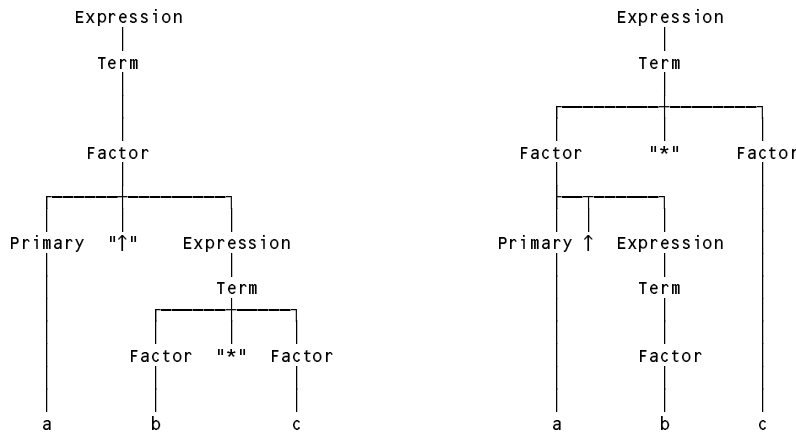 Expression Expression
Term Term
Factor Factor "*" Factor
Primary "↑" Expression Primary ↑ Expression
Term Term
Factor "*" Factor Factor
a b c a b c